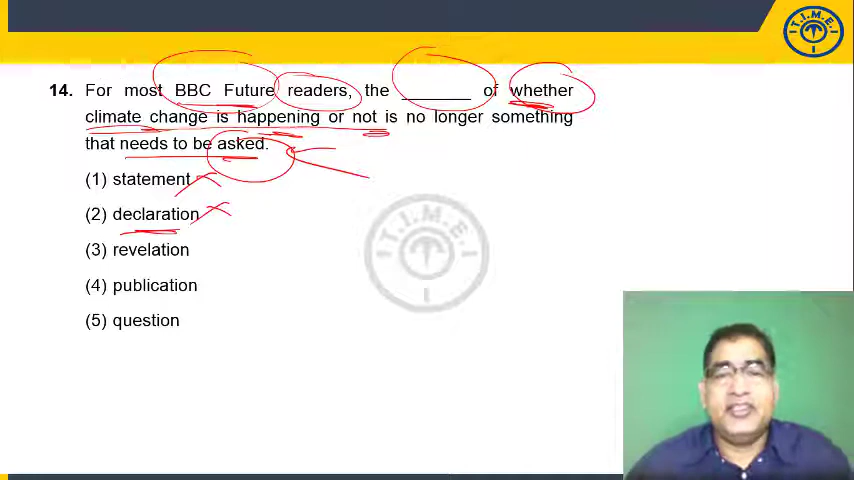 T.I.M.E.
14. For most BBC Future readers, the ________ of whether
climate change is happening or not is no longer something
that needs to be asked.
(1) statement
(2) declaration
(3) revelation
(4) publication
(5) question
T.I.M.E.